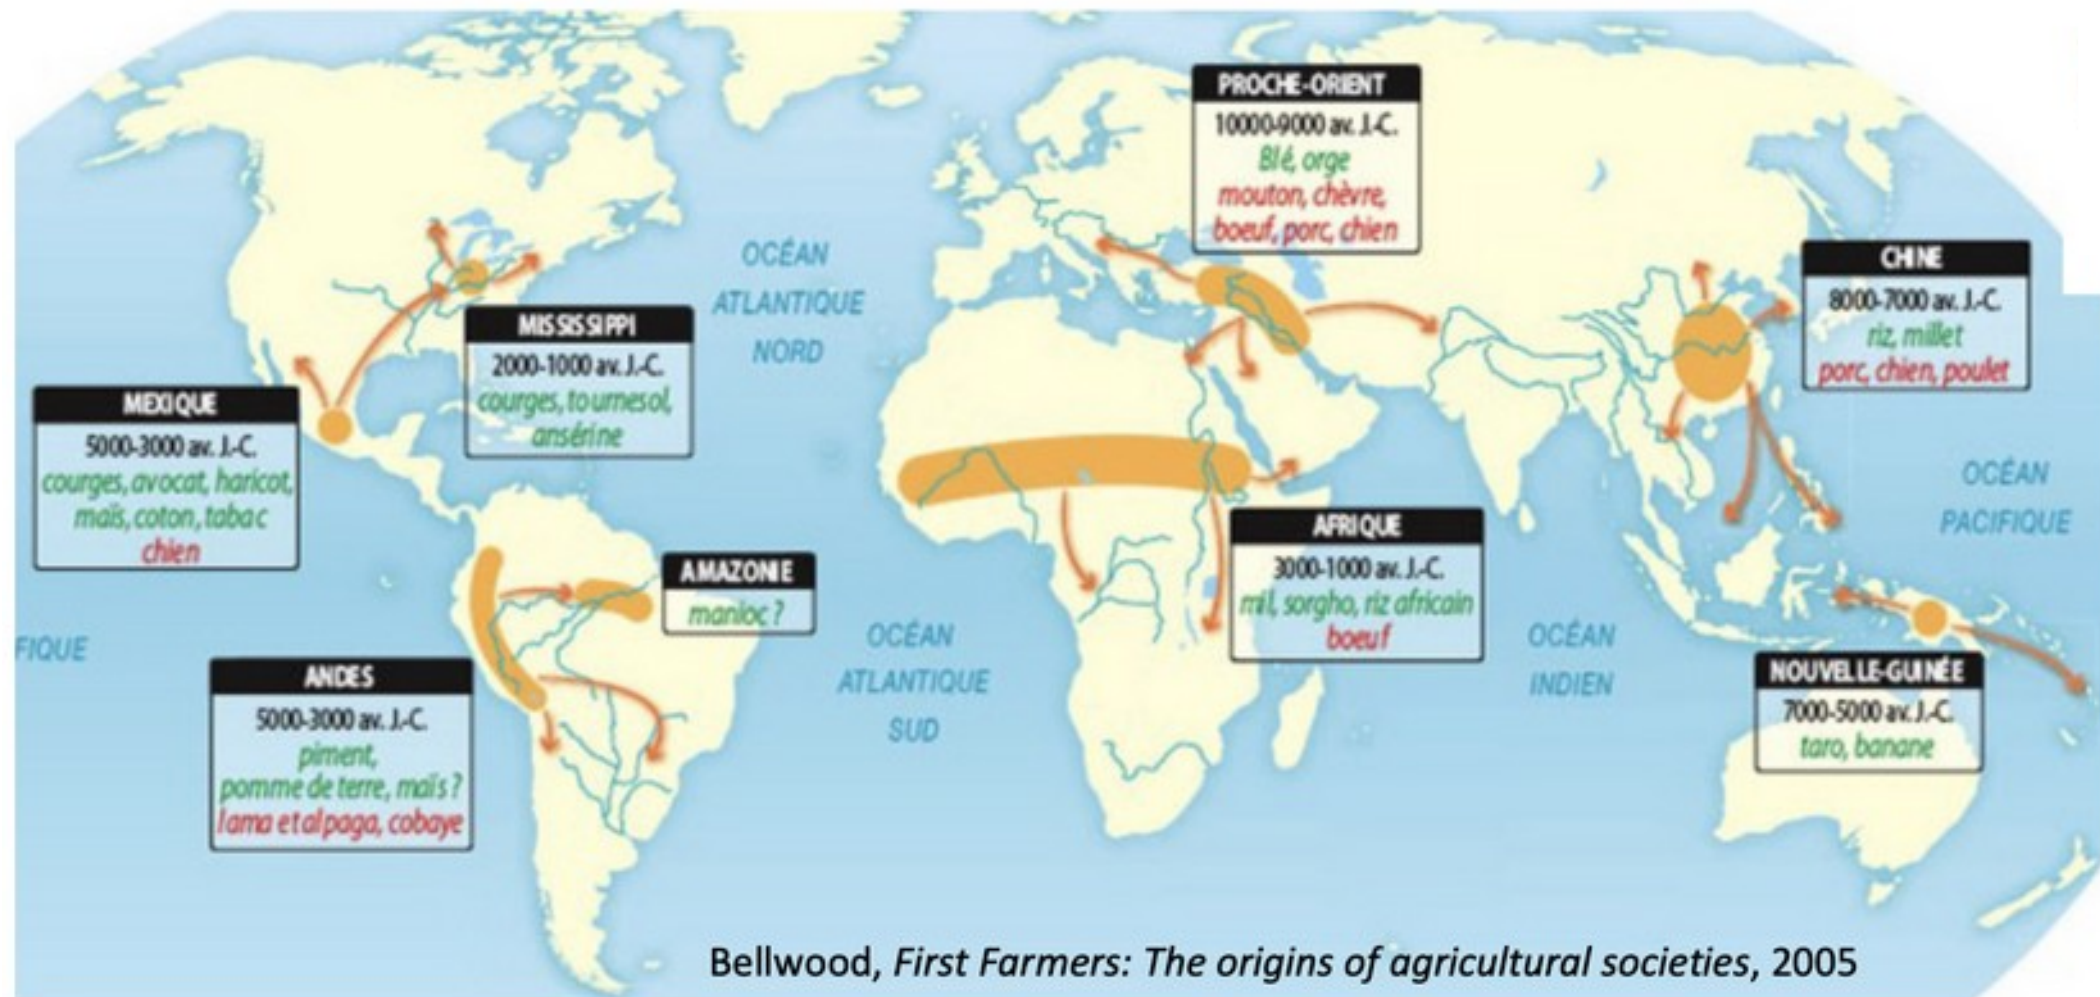 PROCHE-ORIENT
10000-9000 av. J.-C.
Blé, orge
mouton, chèvre,
boeuf, porc, chien
CHINE
8000-7000 av. J.-C.
riz, millet
porc, chien, poulet
OCÉAN
ATLANTIQUE
NORD
MISSISSIPPI
2000-1000 av. J.-C.
courges, tournesol,
ansérine
MEXIQUE
5000-3000 av. J.-C.
courges, avocat, haricot,
maïs, coton, tabac
chien
OCÉAN
PACIFIQUE
AFRIQUE
3000-1000 av. J.-C.
mil, sorgho, riz africain
boeuf
AMAZONIE
manioc ?
FIQUE
OCÉAN
ATLANTIQUE
SUD
OCÉAN
INDIEN
ANDES
5000-3000 av. J.-C.
piment,
pomme de terre, maïs ?
lama et alpaga, cobaye
NOUVELLE-GUINÉE
7000-5000 av. J.-C.
taro, banane
Bellwood, First Farmers: The origins of agricultural societies, 2005